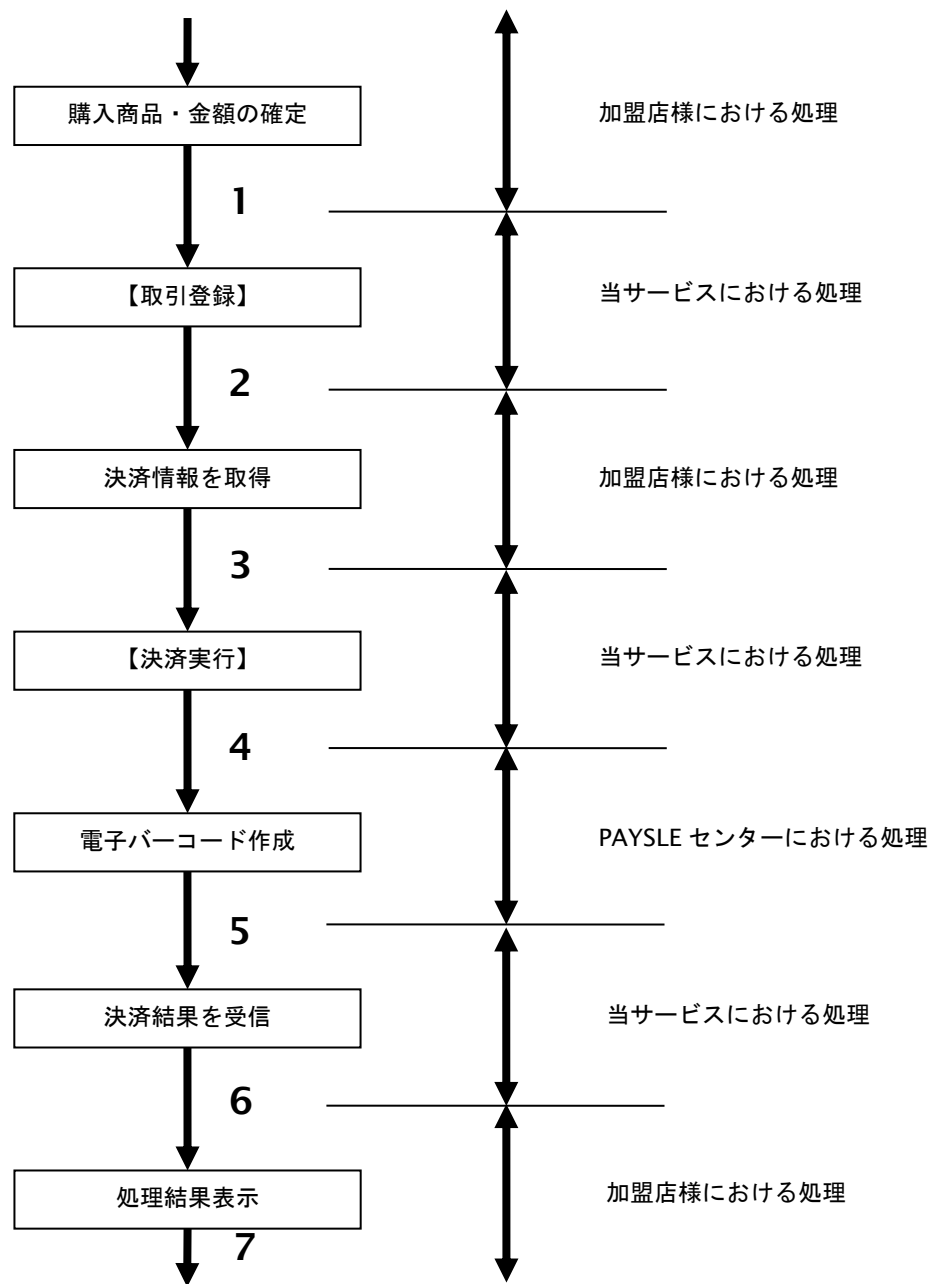 購入商品・金額の確定
加盟店様における処理
1
【取引登録】
当サービスにおける処理
2
決済情報を取得
加盟店様における処理
3
【決済実行】
当サービスにおける処理
4
電子バーコード作成
PAYSLE センターにおける処理
5
決済結果を受信
当サービスにおける処理
6
処理結果表示
加盟店様における処理
7